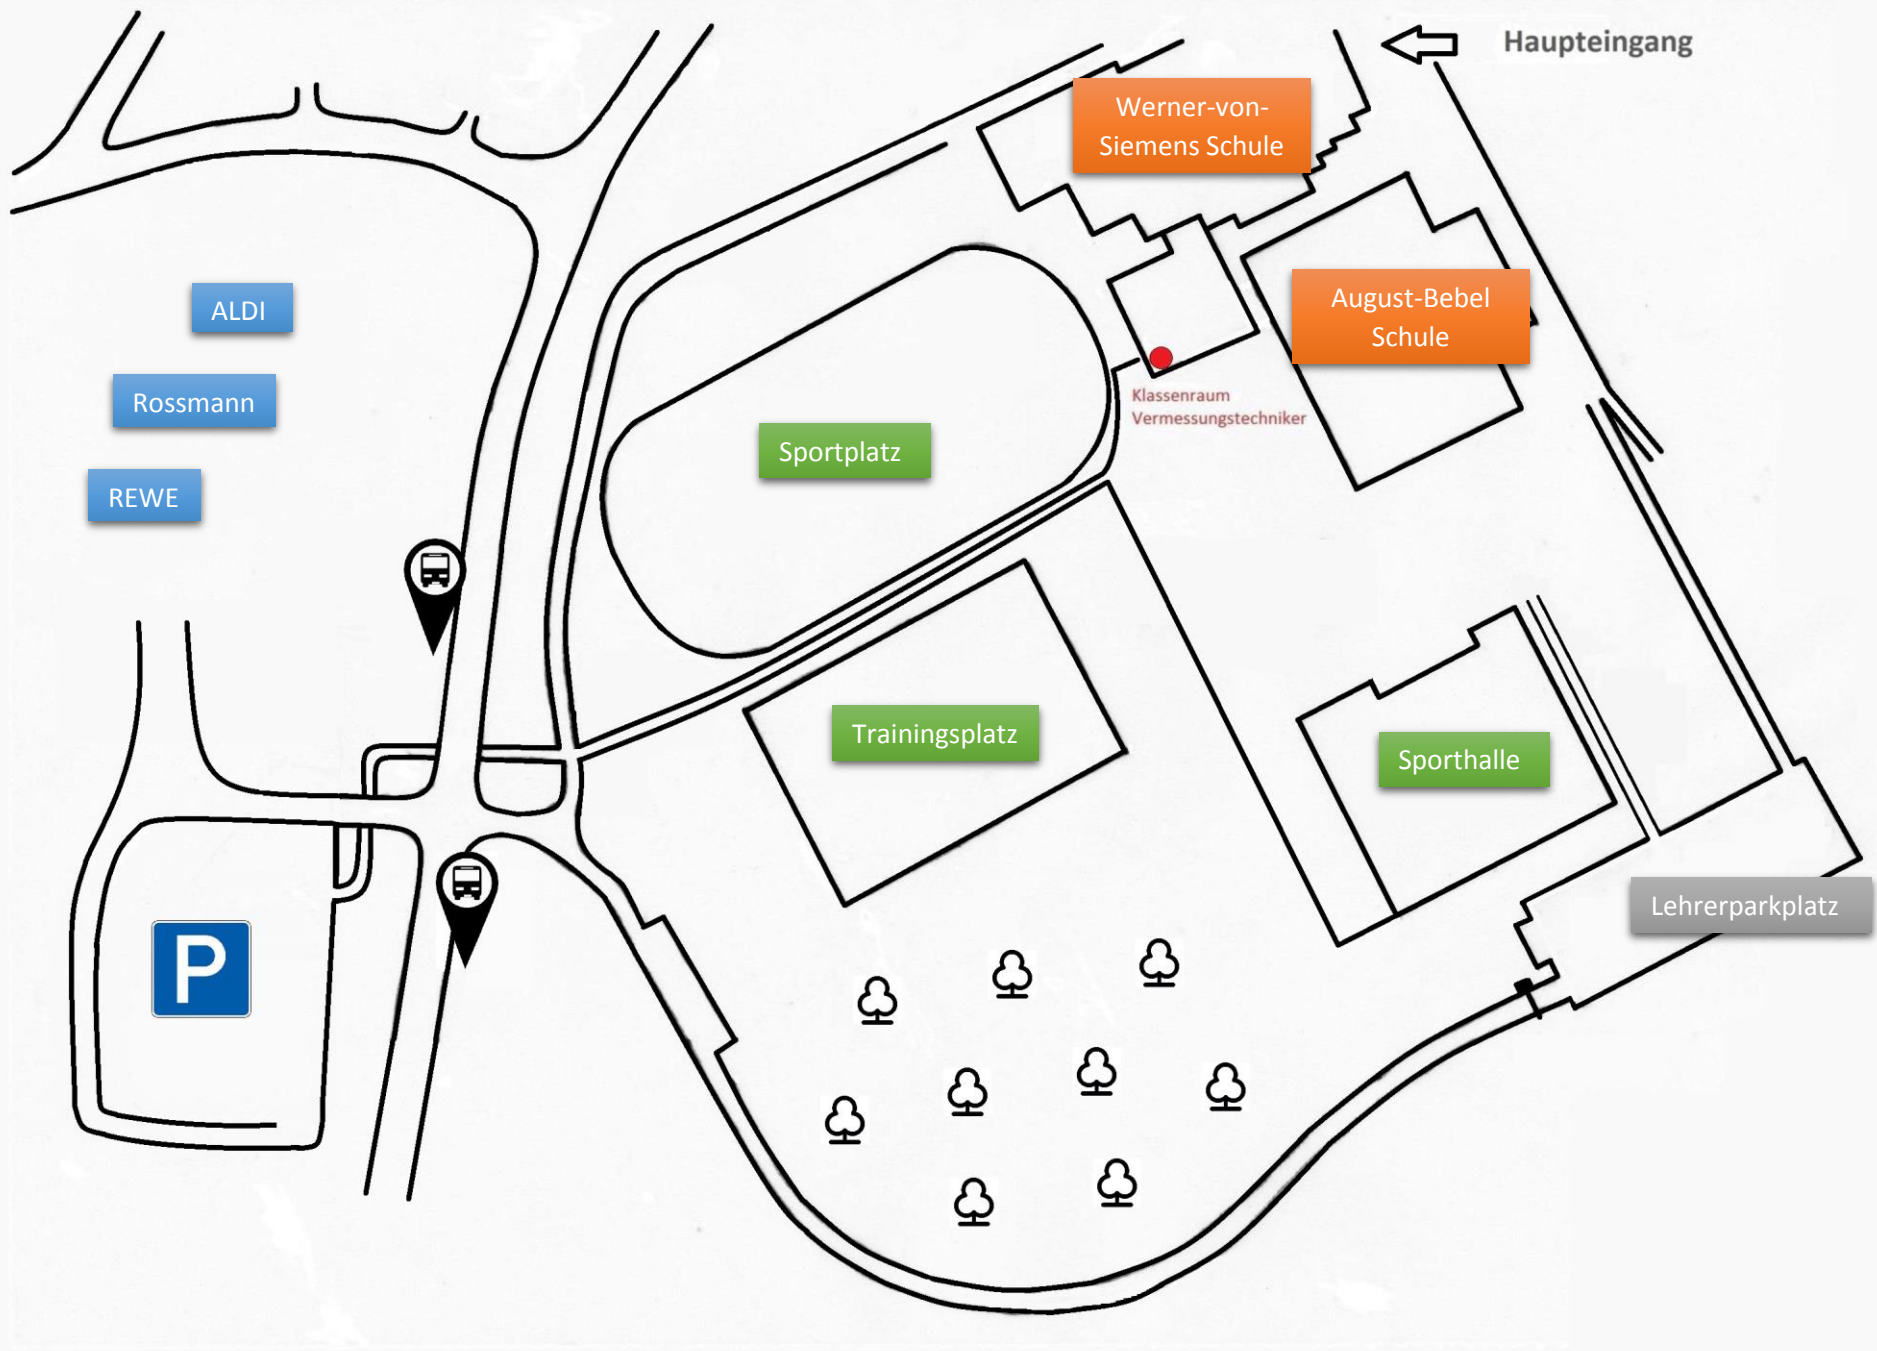 Haupteingang
Werner-von-
Siemens Schule
August-Bebel
Schule
ALDI
Rossmann
REWE
Klassenraum
Vermessungstechniker
Sportplatz
Trainingsplatz
Sporthalle
Lehrerparkplatz
P